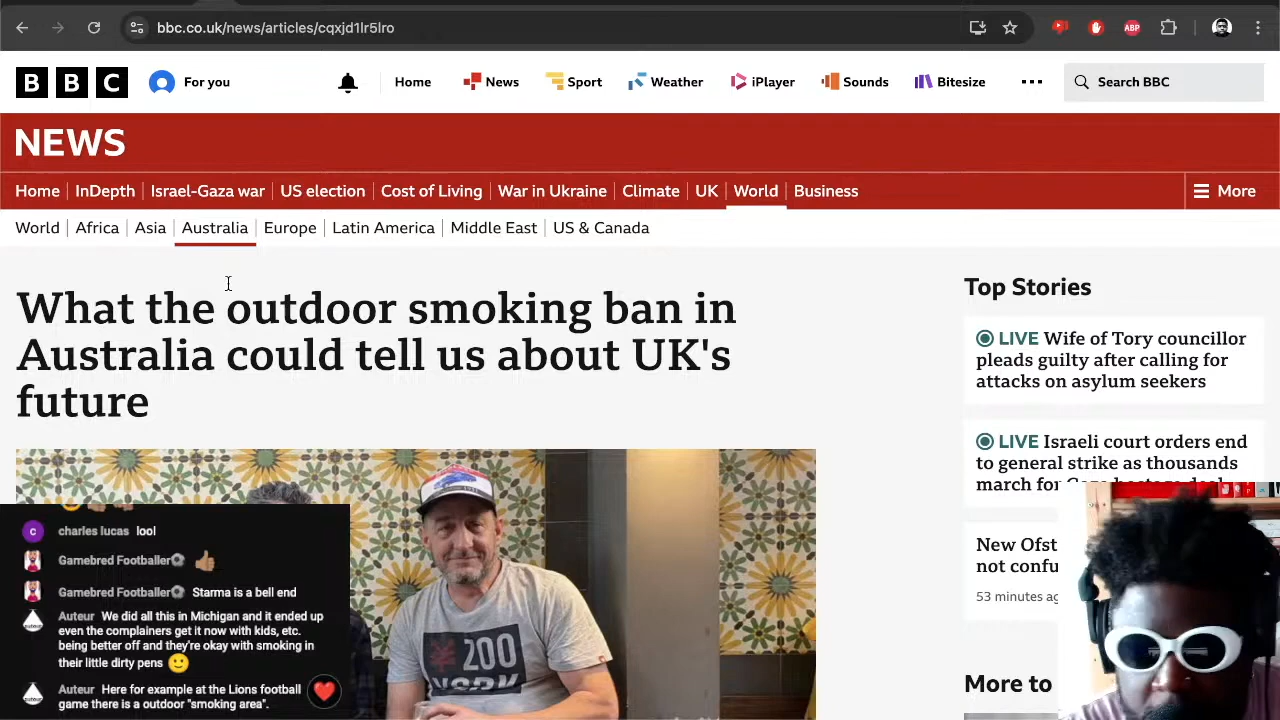 bbc.co.uk/news/articles/cqxjd1lr5lro
ABP
BBC
For you
Home
News
Sport
Weather
iPlayer
Sounds
Bitesize
Search BBC
NEWS
Home
InDepth
Israel-Gaza war
US election
Cost of Living
War in Ukraine
Climate
UK
World
Business
More
World
Africa
Asia
Australia
Europe
Latin America
Middle East
US & Canada
What the outdoor smoking ban in
Australia could tell us about UK's
future
Top Stories
LIVE Wife of Tory councillor
pleads guilty after calling for
attacks on asylum seekers
LIVE Israeli court orders end
to general strike as thousands
march for
New Ofst
not confu
53 minutes ag
More to
200
c
charles lucas lool
Gamebred Footballer
Gamebred Footballer Starma is a bell end
Auteur We did all this in Michigan and it ended up
even the complainers get it now with kids, etc.
being better off and they're okay with smoking in
their little dirty pens
Auteur Here for example at the Lions football
game there is a outdoor "smoking area".